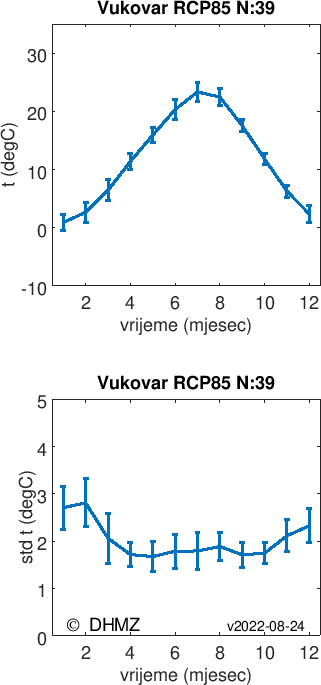 Vukovar RCP85 N:39
30
20
10
0
-10
t (degC)
2 4 6 8 10 12
vrijeme (mjesec)
Vukovar RCP85 N:39
5
4
3
2
1
0
std t (degC)
© DHMZ v2022-08-24
2 4 6 8 10 12
vrijeme (mjesec)